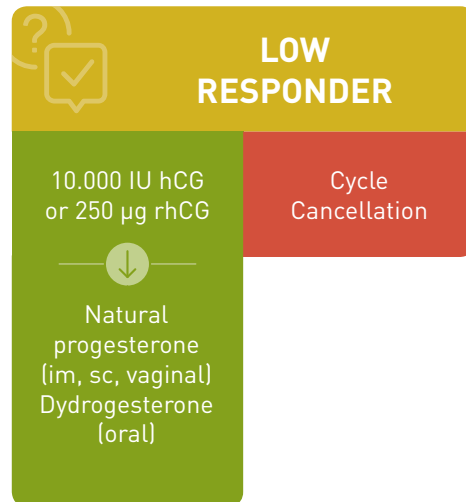 ?
LOW
RESPONDER
10.000 IU hCG
or 250 µg rhCG
Cycle
Cancellation
Natural
progesterone
(im, sc, vaginal)
Dydrogesterone
(oral)